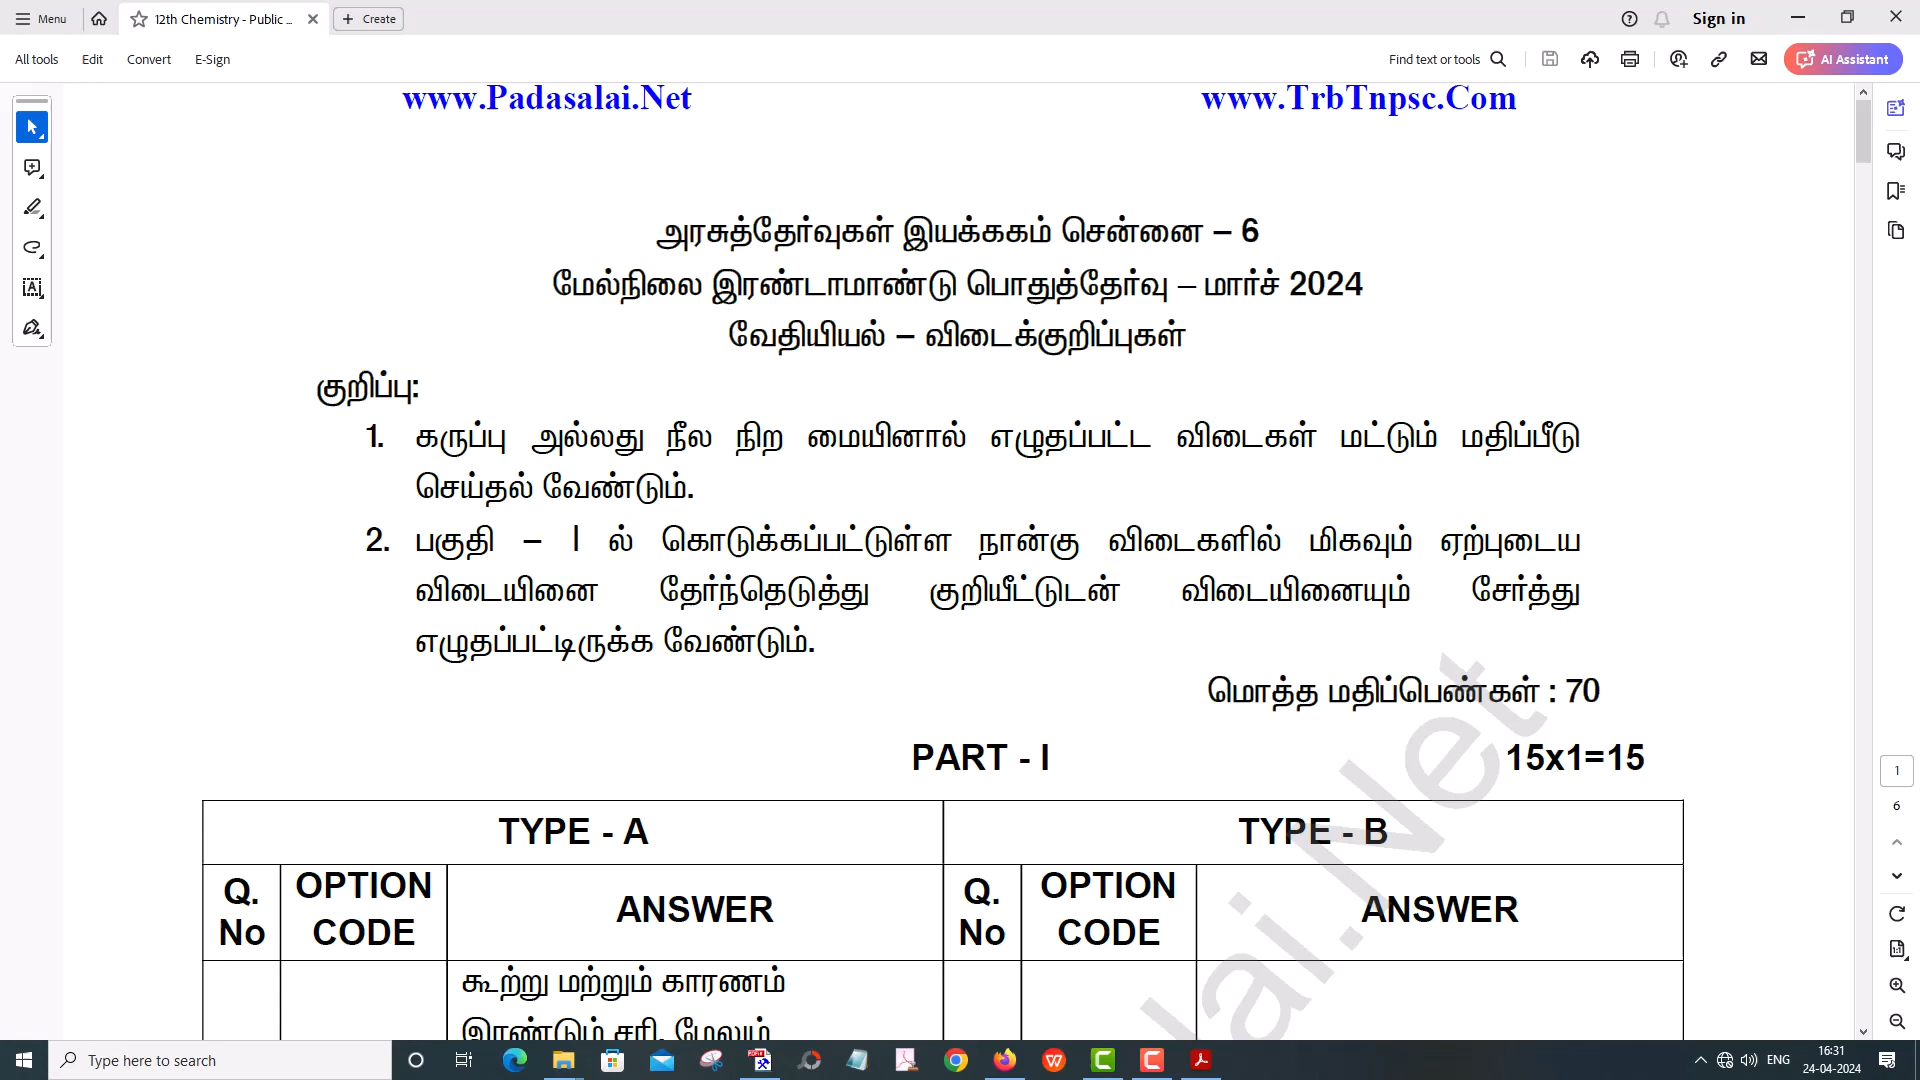 Menu
12th Chemistry - Public ...
Create
Sign in
All tools Edit Convert E-Sign
Find text or tools
AI Assistant
www.Padasalai.Net www.TrbTnpsc.Com
அரசுத்தேர்வுகள் இயக்ககம் சென்னை – 6
மேல்நிலை இரண்டாமாண்டு பொதுத்தேர்வு – மார்ச் 2024
வேதியியல் – விடைக்குறிப்புகள்
குறிப்பு:
1. கருப்பு அல்லது நீல நிற மையினால் எழுதப்பட்ட விடைகள் மட்டும் மதிப்பீடு
செய்தல் வேண்டும்.
2. பகுதி – I ல் கொடுக்கப்பட்டுள்ள நான்கு விடைகளில் மிகவும் ஏற்புடைய
விடையினை தேர்ந்தெடுத்து குறியீட்டுடன் விடையினையும் சேர்த்து
எழுதப்பட்டிருக்க வேண்டும்.
மொத்த மதிப்பெண்கள் : 70
PART - I 15x1=15
TYPE - A TYPE - B
Q. No OPTION CODE ANSWER Q. No OPTION CODE ANSWER
கூற்று மற்றும் காரணம்
இரண்டும் சரி, மேலும்
lai.Net
1
6
Type here to search
ENG
16:31
24-04-2024